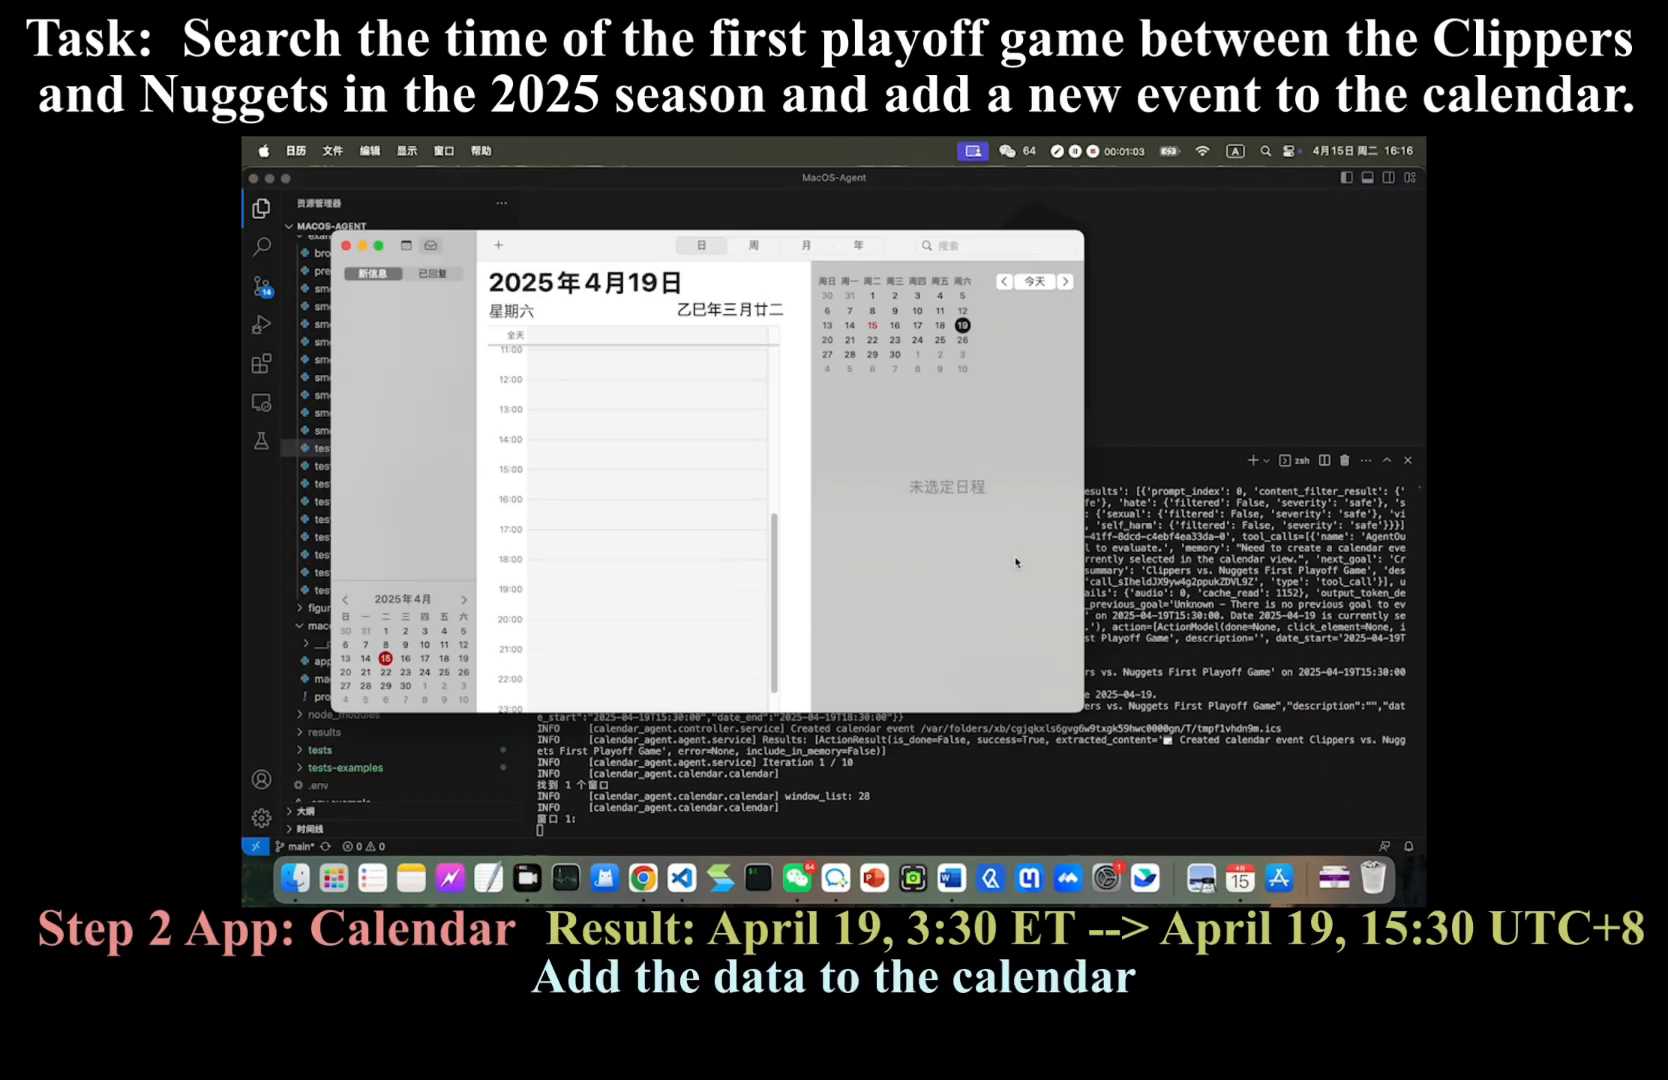 Task: Search the time of the first playoff game between the Clippers
and Nuggets in the 2025 season and add a new event to the calendar.
日历 文件 编辑 显示 窗口 帮助 64 00:01:03 A 4月15日 周二 16:16
MacOS-Agent
资源管理器 ...
MACOS-AGENT
bro
pre
smo
tes
figur
mac
app
ma
pro
node_modules
results
tests
tests-examples
.env
大纲
时间线
14
新信息 已回复
+ 日 周 月 年 搜索
2025年4月19日
星期六 乙巳年三月廿二
全天
11:00
12:00
13:00
14:00
15:00
16:00
17:00
18:00
19:00
20:00
21:00
22:00
23:00
周日 周一 周二 周三 周四 周五 周六 今天
30 31 1 2 3 4 5
6 7 8 9 10 11 12
13 14 15 16 17 18 19
20 21 22 23 24 25 26
27 28 29 30 1 2 3
4 5 6 7 8 9 10
未选定日程
2025年4月
日 一 二 三 四 五 六
30 31 1 2 3 4 5
6 7 8 9 10 11 12
13 14 15 16 17 18 19
20 21 22 23 24 25 26
27 28 29 30 1 2 3
4 5 6 7 8 9 10
zsh
esults': [{'prompt_index': 0, 'content_filter_result': {'
fe'}, 'hate': {'filtered': False, 'severity': 'safe'}, 's
: {'sexual': {'filtered': False, 'severity': 'safe'}, 'vi
, 'self_harm': {'filtered': False, 'severity': 'safe'}}}]
-41ff-8dcd-c4ebf4ea33da-0', tool_calls=[{'name': 'AgentOu
l to evaluate.', 'memory': "Need to create a calendar eve
rrently selected in the calendar view.", 'next_goal': 'Cr
summary': 'Clippers vs. Nuggets First Playoff Game', 'des
'call_sIheldJX9yw4g2ppukZDVL9Z', 'type': 'tool_call'}], u
ails': {'audio': 0, 'cache_read': 1152}, 'output_token_de
_previous_goal='Unknown - There is no previous goal to ev
' on 2025-04-19T15:30:00. Date 2025-04-19 is currently se
.'), action=[ActionModel(done=None, click_element=None, i
st Playoff Game', description='', date_start='2025-04-19T
rs vs. Nuggets First Playoff Game' on 2025-04-19T15:30:00
e 2025-04-19.
ers vs. Nuggets First Playoff Game","description":"","dat
e_start":"2025-04-19T15:30:00","date_end":"2025-04-19T18:30:00"}}
INFO [calendar_agent.controller.service] Created calendar event /var/folders/xb/cgjqkxls6gvg6w9txgk59hwc0000gn/T/tmpf1vhdn9m.ics
INFO [calendar_agent.agent.service] Results: [ActionResult(is_done=False, success=True, extracted_content=' Created calendar event Clippers vs. Nugg
ets First Playoff Game', error=None, include_in_memory=False)]
INFO [calendar_agent.agent.service] Iteration 1 / 10
INFO [calendar_agent.calendar.calendar]
找到 1 个窗口
INFO [calendar_agent.calendar.calendar] window_list: 28
INFO [calendar_agent.calendar.calendar]
窗口 1:
main* 0 0
64 1 4月 15
Step 2 App: Calendar Result: April 19, 3:30 ET --> April 19, 15:30 UTC+8
Add the data to the calendar